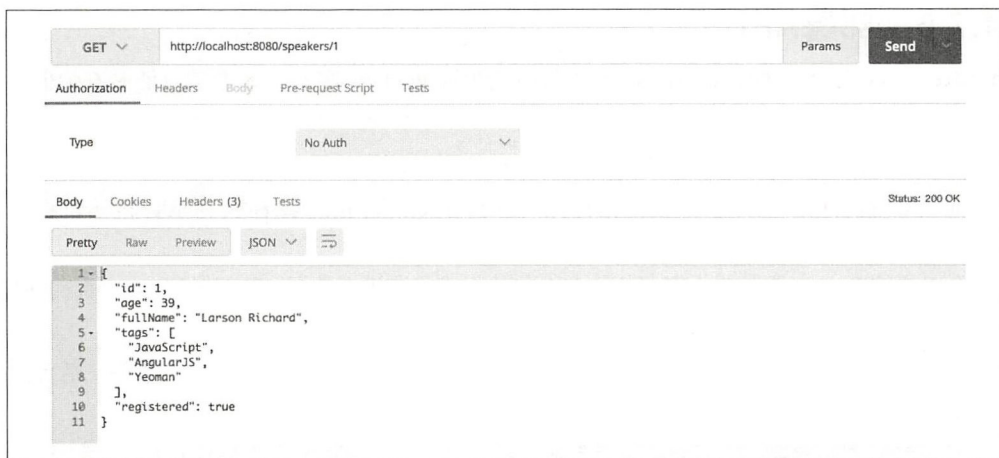 GET http://localhost:8080/speakers/1 Params Send
Authorization Headers Body Pre-request Script Tests
Type No Auth
Body Cookies Headers (3) Tests Status: 200 OK
Pretty Raw Preview JSON
1 {
2 "id": 1,
3 "age": 39,
4 "fullName": "Larson Richard",
5 "tags": [
6 "JavaScript",
7 "AngularJS",
8 "Yeoman"
9 ],
10 "registered": true
11 }